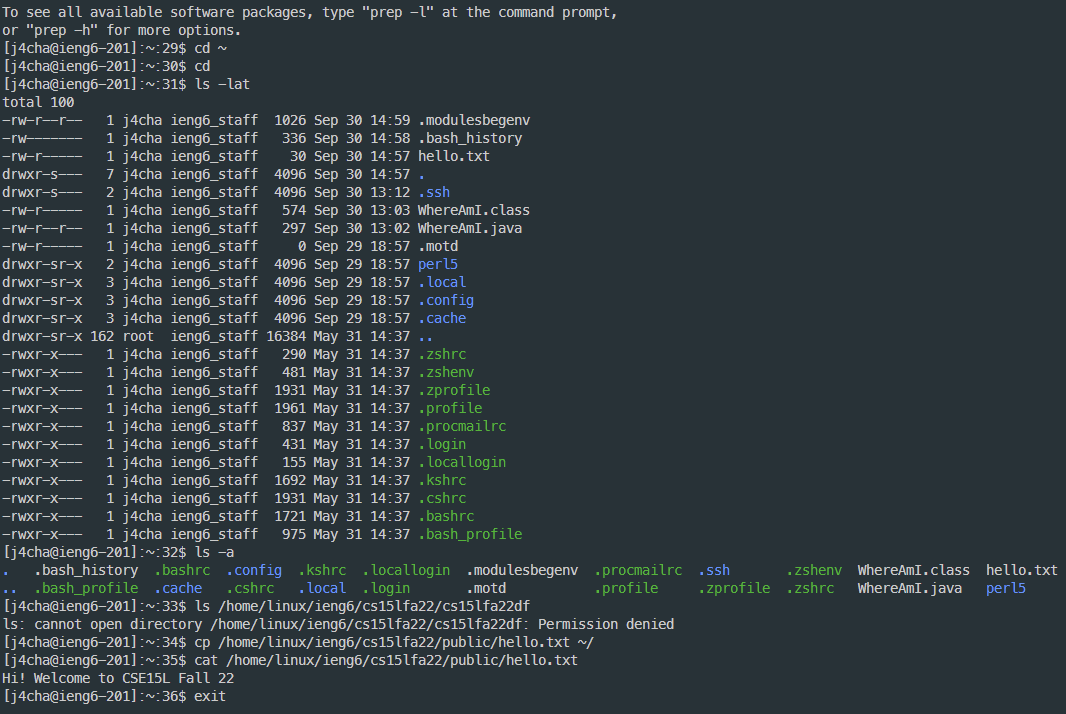 To see all available software packages, type "prep -l" at the command prompt,
or "prep -h" for more options.
[j4cha@ieng6-201]:~:29$ cd ~
[j4cha@ieng6-201]:~:30$ cd
[j4cha@ieng6-201]:~:31$ ls -lat
total 100
-rw-r--r--   1 j4cha ieng6_staff  1026 Sep 30 14:59 .modulesbegenv
-rw-------   1 j4cha ieng6_staff   336 Sep 30 14:58 .bash_history
-rw-r-----   1 j4cha ieng6_staff    30 Sep 30 14:57 hello.txt
drwxr-s---   7 j4cha ieng6_staff  4096 Sep 30 14:57 .
drwxr-s---   2 j4cha ieng6_staff  4096 Sep 30 13:12 .ssh
-rw-r-----   1 j4cha ieng6_staff   574 Sep 30 13:03 WhereAmI.class
-rw-r--r--   1 j4cha ieng6_staff   297 Sep 30 13:02 WhereAmI.java
-rw-r-----   1 j4cha ieng6_staff     0 Sep 29 18:57 .motd
drwxr-sr-x   2 j4cha ieng6_staff  4096 Sep 29 18:57 perl5
drwxr-sr-x   3 j4cha ieng6_staff  4096 Sep 29 18:57 .local
drwxr-sr-x   3 j4cha ieng6_staff  4096 Sep 29 18:57 .config
drwxr-sr-x   3 j4cha ieng6_staff  4096 Sep 29 18:57 .cache
drwxr-sr-x 162 root  ieng6_staff 16384 May 31 14:37 ..
-rwxr-x---   1 j4cha ieng6_staff   290 May 31 14:37 .zshrc
-rwxr-x---   1 j4cha ieng6_staff   481 May 31 14:37 .zshenv
-rwxr-x---   1 j4cha ieng6_staff  1931 May 31 14:37 .zprofile
-rwxr-x---   1 j4cha ieng6_staff  1961 May 31 14:37 .profile
-rwxr-x---   1 j4cha ieng6_staff   837 May 31 14:37 .procmailrc
-rwxr-x---   1 j4cha ieng6_staff   431 May 31 14:37 .login
-rwxr-x---   1 j4cha ieng6_staff   155 May 31 14:37 .locallogin
-rwxr-x---   1 j4cha ieng6_staff  1692 May 31 14:37 .kshrc
-rwxr-x---   1 j4cha ieng6_staff  1931 May 31 14:37 .cshrc
-rwxr-x---   1 j4cha ieng6_staff  1721 May 31 14:37 .bashrc
-rwxr-x---   1 j4cha ieng6_staff   975 May 31 14:37 .bash_profile
[j4cha@ieng6-201]:~:32$ ls -a
.   .bash_history  .bashrc  .config  .kshrc  .locallogin  .modulesbegenv  .procmailrc  .ssh       .zshenv  WhereAmI.class  hello.txt
..  .bash_profile  .cache   .cshrc   .local  .login       .motd           .profile     .zprofile  .zshrc   WhereAmI.java   perl5
[j4cha@ieng6-201]:~:33$ ls /home/linux/ieng6/cs15lfa22/cs15lfa22df
ls: cannot open directory /home/linux/ieng6/cs15lfa22/cs15lfa22df: Permission denied
[j4cha@ieng6-201]:~:34$ cp /home/linux/ieng6/cs15lfa22/public/hello.txt ~/
[j4cha@ieng6-201]:~:35$ cat /home/linux/ieng6/cs15lfa22/public/hello.txt
Hi! Welcome to CSE15L Fall 22
[j4cha@ieng6-201]:~:36$ exit